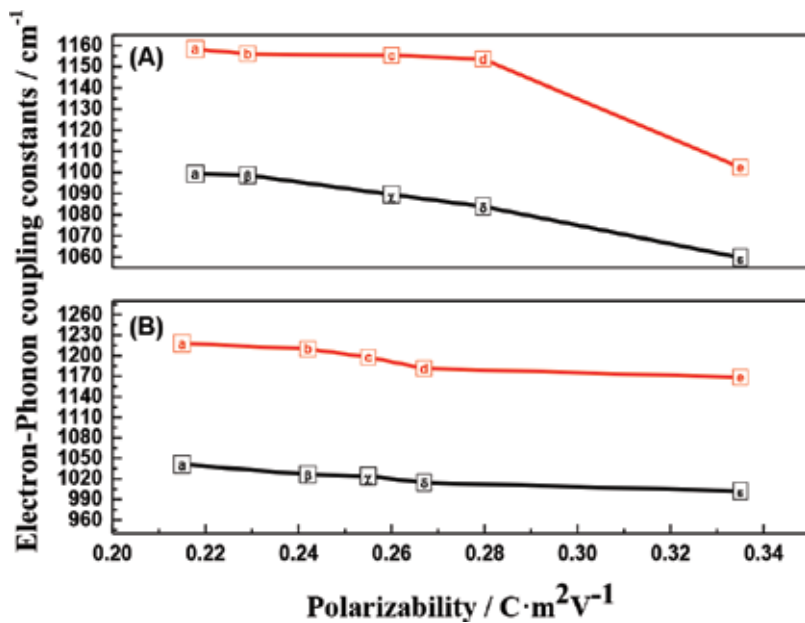 Electron-Phonon coupling constants / cm-1
(A)
1160
1150
1140
1130
1120
1110
1100
1090
1080
1070
1060
a
b
c
d
e
a
β
χ
δ
ε
(B)
1260
1230
1200
1170
1140
1110
1080
1050
1020
990
960
a
b
c
d
e
a
β
χ
δ
ε
0.20 0.22 0.24 0.26 0.28 0.30 0.32 0.34
Polarizability / C·m2V-1